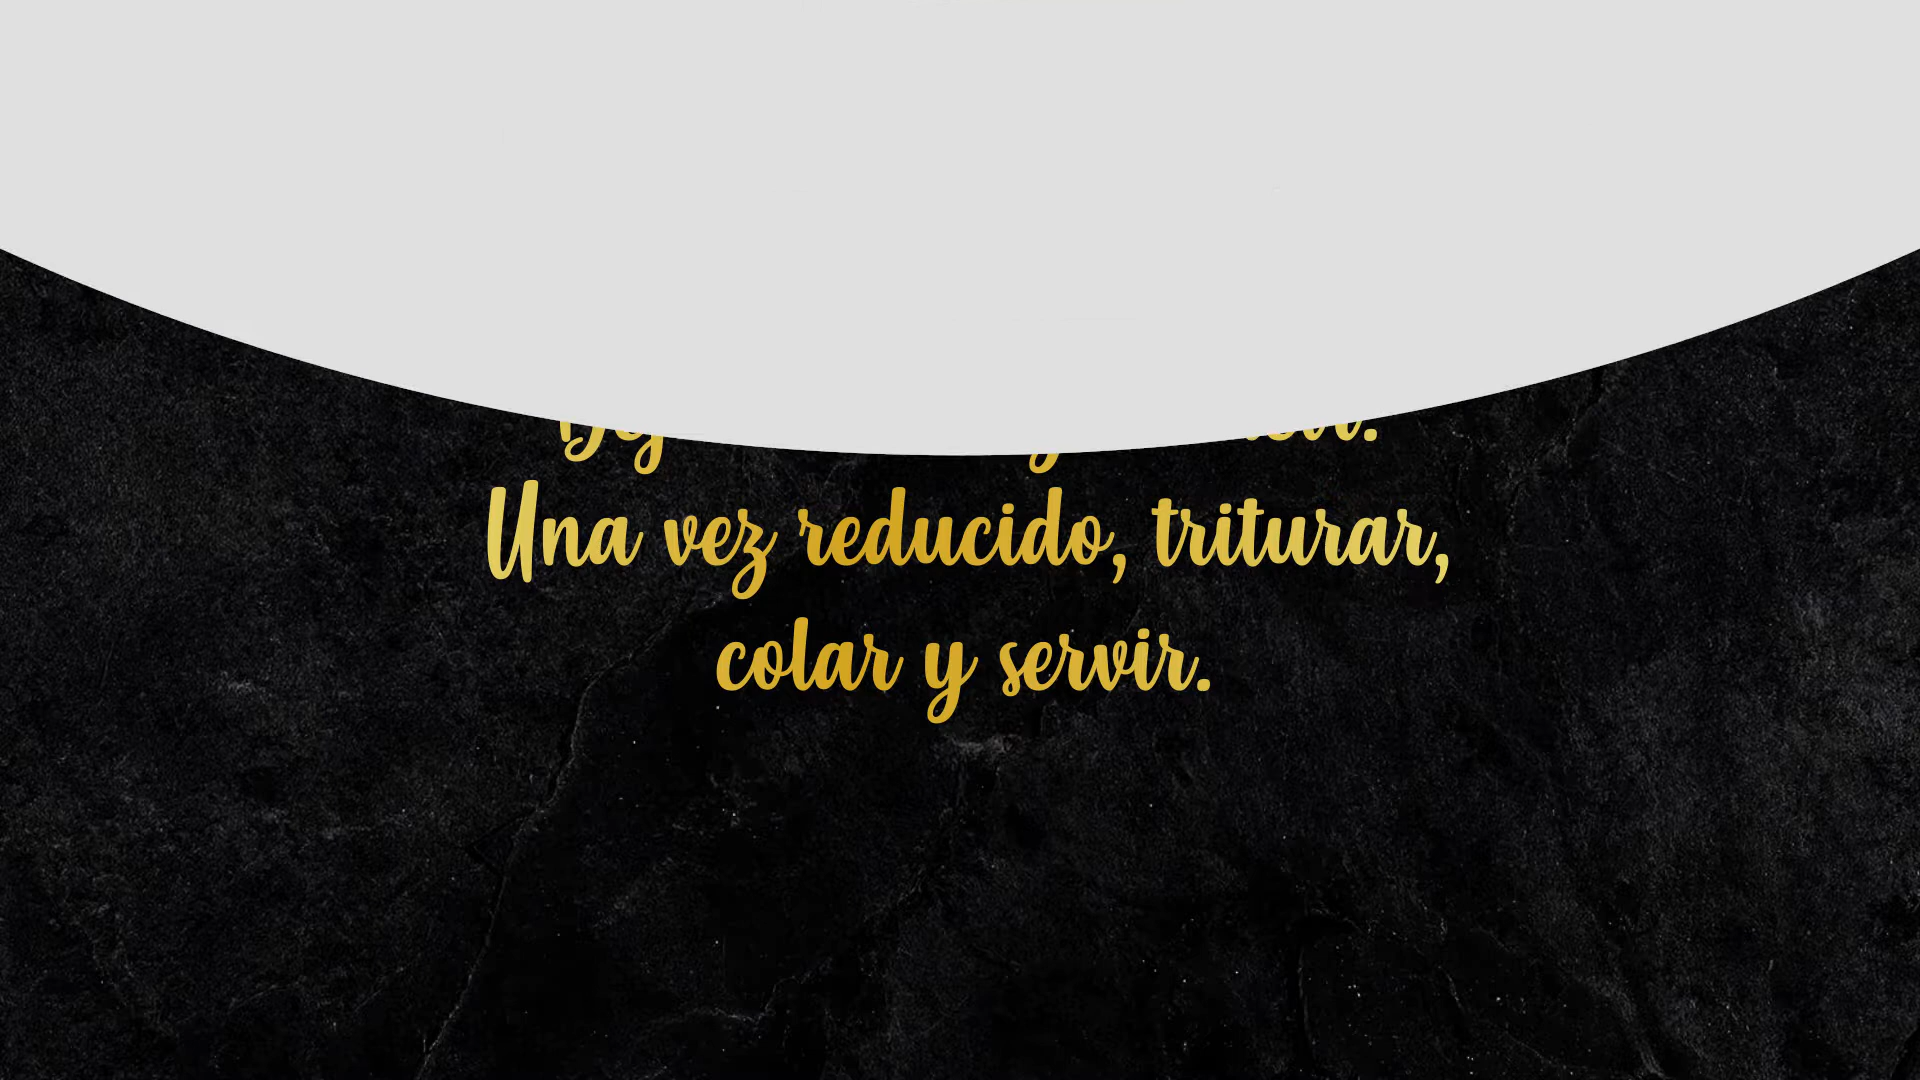 Una vez reducido, triturar,
colar y servir.